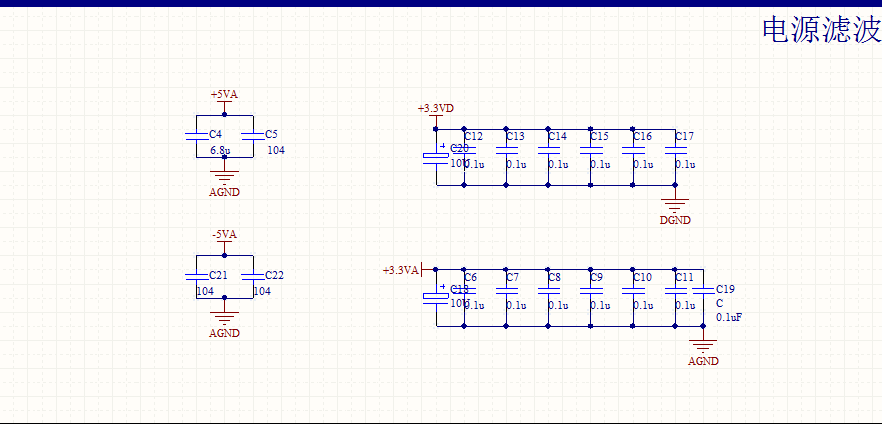 电源滤波
+5VA
C4
6.8u
C5
104
AGND
+3.3VD
C20
10U
C12
0.1u
C13
0.1u
C14
0.1u
C15
0.1u
C16
0.1u
C17
0.1u
DGND
-5VA
C21
104
C22
104
AGND
+3.3VA
C18
10U
C6
0.1u
C7
0.1u
C8
0.1u
C9
0.1u
C10
0.1u
C11
0.1u
C19
C
0.1uF
AGND